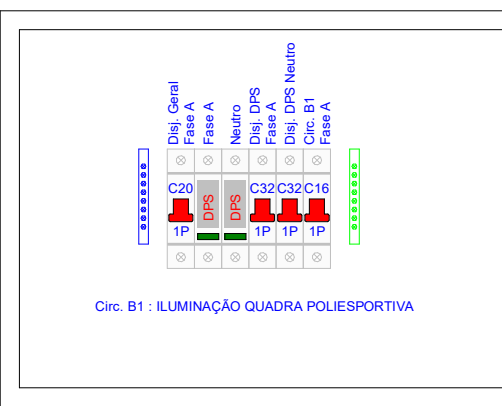 Disj. Geral
Fase A
Fase A
Neutro
Disj. DPS
Fase A
Disj. DPS Neutro
Circ. B1
Fase A
C20
DPS
DPS
C32
C32
C16
1P
1P
1P
1P
Circ. B1 : ILUMINAÇÃO QUADRA POLIESPORTIVA